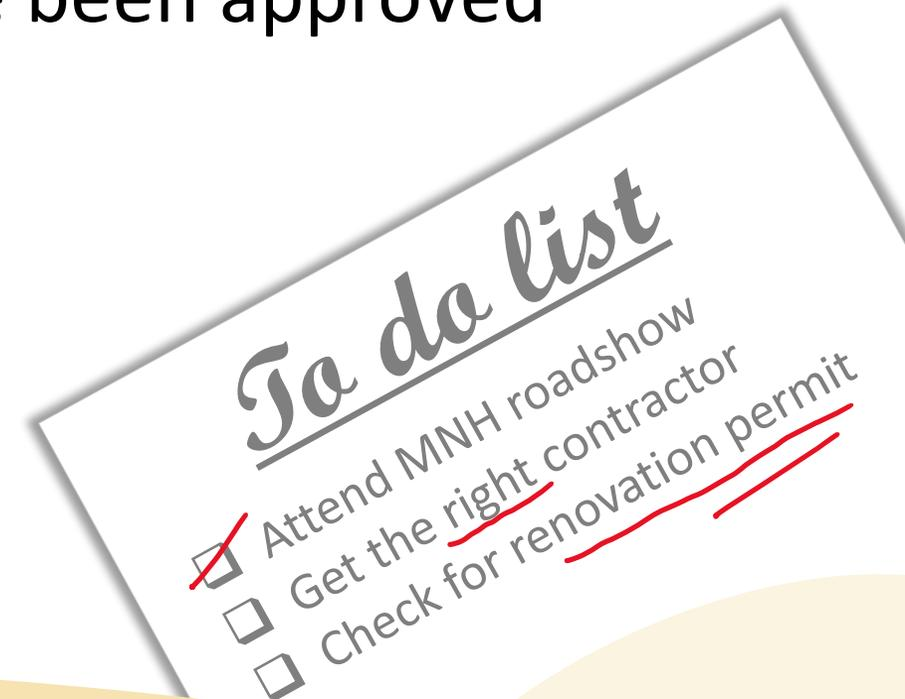 been approved
To do list
Attend MNH roadshow
Get the right contractor
Check for renovation permit